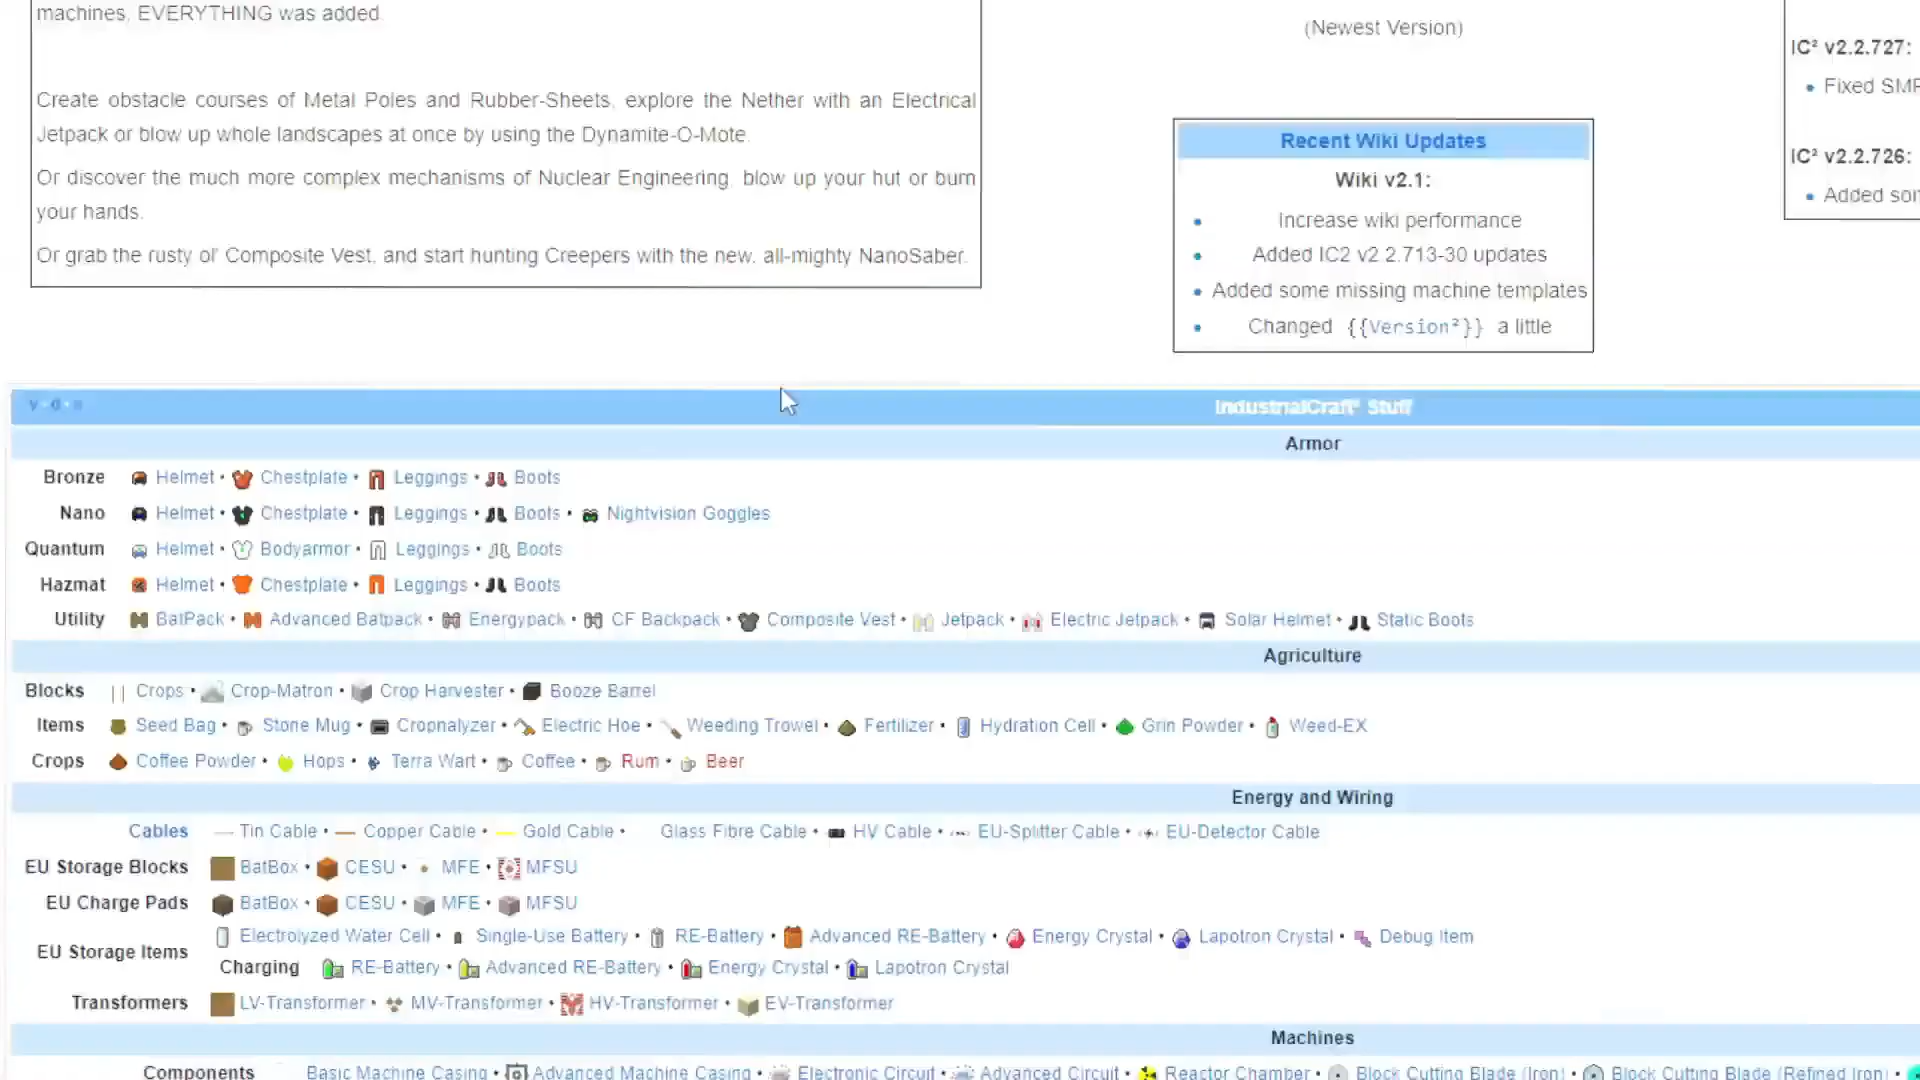 machines, EVERYTHING was added.
Create obstacle courses of Metal Poles and Rubber-Sheets, explore the Nether with an Electrical
Jetpack or blow up whole landscapes at once by using the Dynamite-O-Mote.
Or discover the much more complex mechanisms of Nuclear Engineering, blow up your hut or burn
your hands.
Or grab the rusty ol' Composite Vest, and start hunting Creepers with the new, all-mighty NanoSaber.
(Newest Version)
Recent Wiki Updates
Wiki v2.1:
• Increase wiki performance
• Added IC2 v2.2.713-30 updates
• Added some missing machine templates
• Changed {{Version²}} a little
IC² v2.2.727:
• Fixed SMP
IC² v2.2.726:
• Added som
v · d · e IndustrialCraft² Stuff
Armor
Bronze Helmet • Chestplate • Leggings • Boots
Nano Helmet • Chestplate • Leggings • Boots • Nightvision Goggles
Quantum Helmet • Bodyarmor • Leggings • Boots
Hazmat Helmet • Chestplate • Leggings • Boots
Utility BatPack • Advanced Batpack • Energypack • CF Backpack • Composite Vest • Jetpack • Electric Jetpack • Solar Helmet • Static Boots
Agriculture
Blocks Crops • Crop-Matron • Crop Harvester • Booze Barrel
Items Seed Bag • Stone Mug • Cropnalyzer • Electric Hoe • Weeding Trowel • Fertilizer • Hydration Cell • Grin Powder • Weed-EX
Crops Coffee Powder • Hops • Terra Wart • Coffee • Rum • Beer
Energy and Wiring
Cables Tin Cable • Copper Cable • Gold Cable • Glass Fibre Cable • HV Cable • EU-Splitter Cable • EU-Detector Cable
EU Storage Blocks BatBox • CESU • MFE • MFSU
EU Charge Pads BatBox • CESU • MFE • MFSU
EU Storage Items Electrolyzed Water Cell • Single-Use Battery • RE-Battery • Advanced RE-Battery • Energy Crystal • Lapotron Crystal • Debug Item
Charging RE-Battery • Advanced RE-Battery • Energy Crystal • Lapotron Crystal
Transformers LV-Transformer • MV-Transformer • HV-Transformer • EV-Transformer
Machines
Components Basic Machine Casing • Advanced Machine Casing • Electronic Circuit • Advanced Circuit • Reactor Chamber • Block Cutting Blade (Iron) • Block Cutting Blade (Refined Iron) •